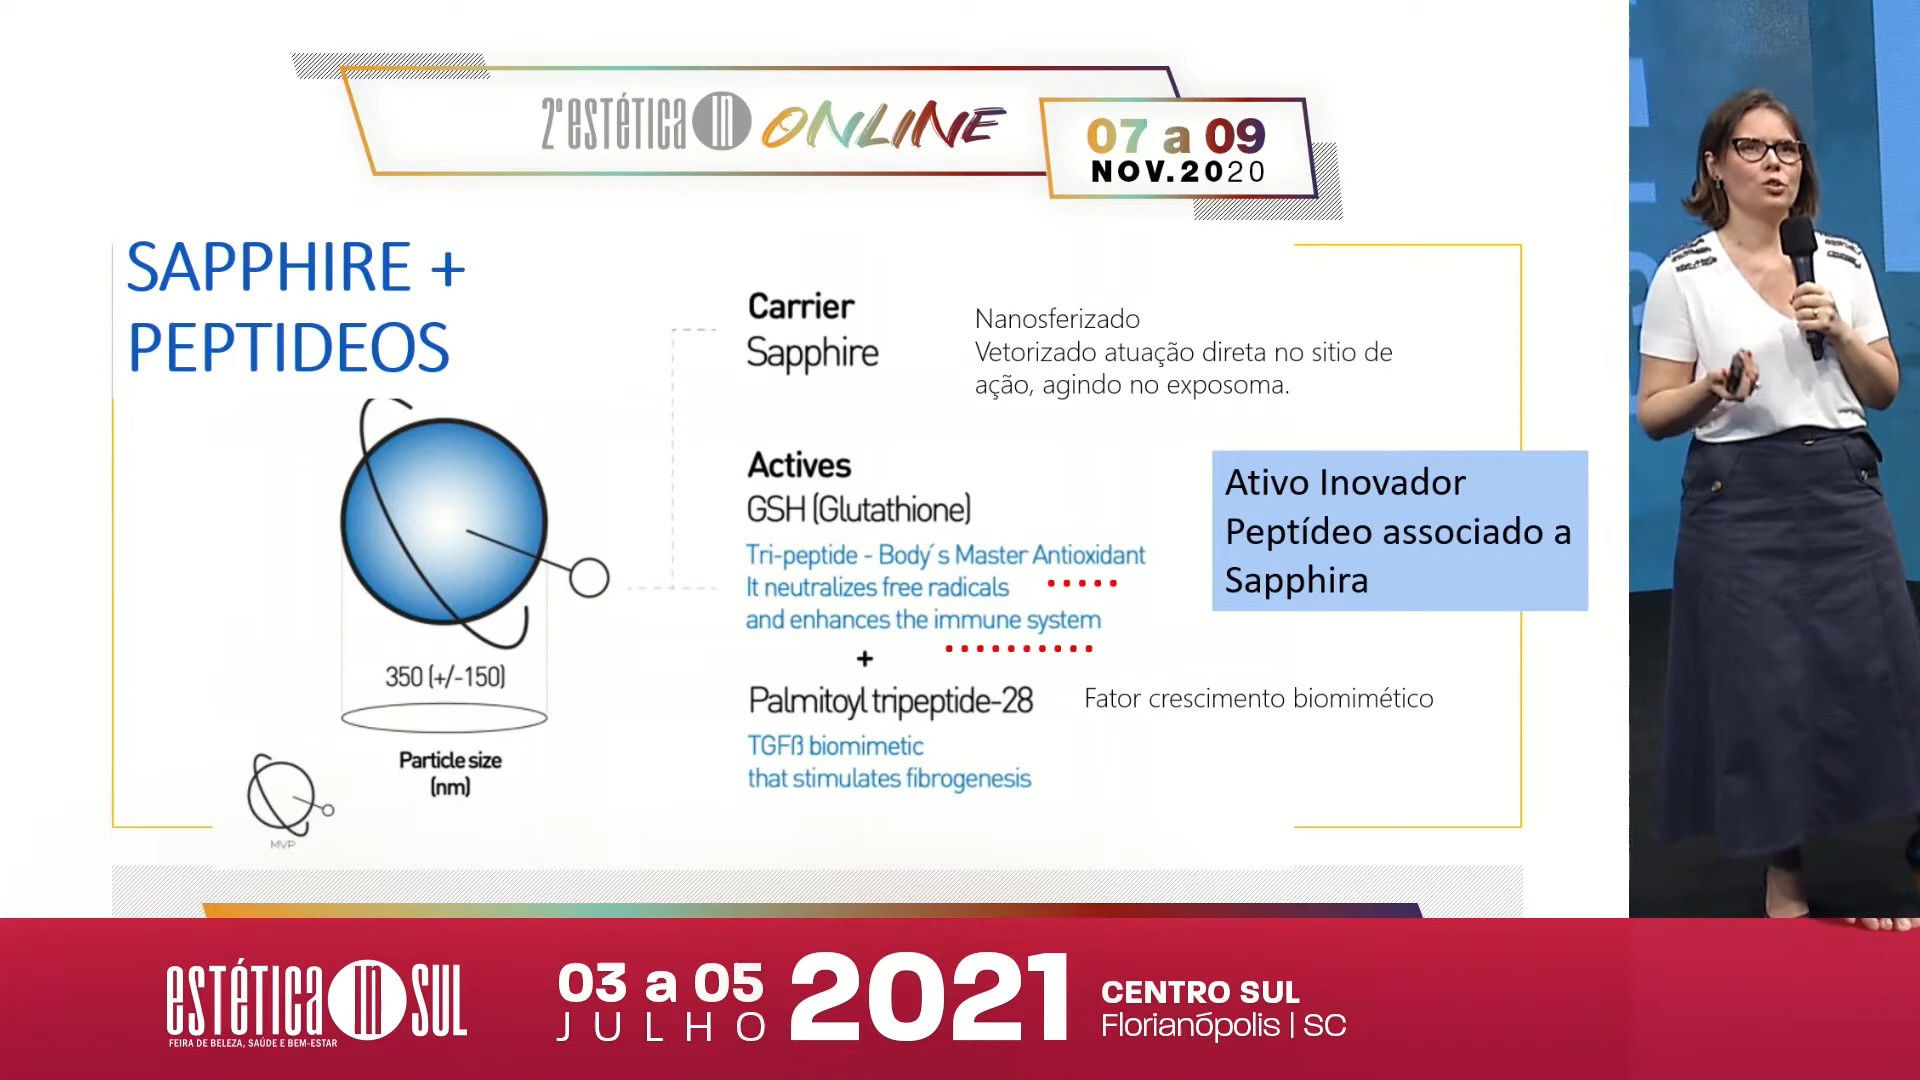 2ª estética in ONLINE
07 a 09
NOV.2020
SAPPHIRE +
PEPTIDEOS
Carrier
Sapphire
Nanosferizado
Vetorizado atuação direta no sitio de
ação, agindo no exposoma.
Actives
GSH (Glutathione)
Tri-peptide - Body´s Master Antioxidant
It neutralizes free radicals
and enhances the immune system
+
Palmitoyl tripeptide-28
Fator crescimento biomimético
TGFß biomimetic
that stimulates fibrogenesis
Ativo Inovador
Peptídeo associado a
Sapphira
350 (+/-150)
Particle size
(nm)
MVP
estética in SUL
FEIRA DE BELEZA, SAÚDE E BEM-ESTAR
03 a 05
JULHO
2021
CENTRO SUL
Florianópolis | SC